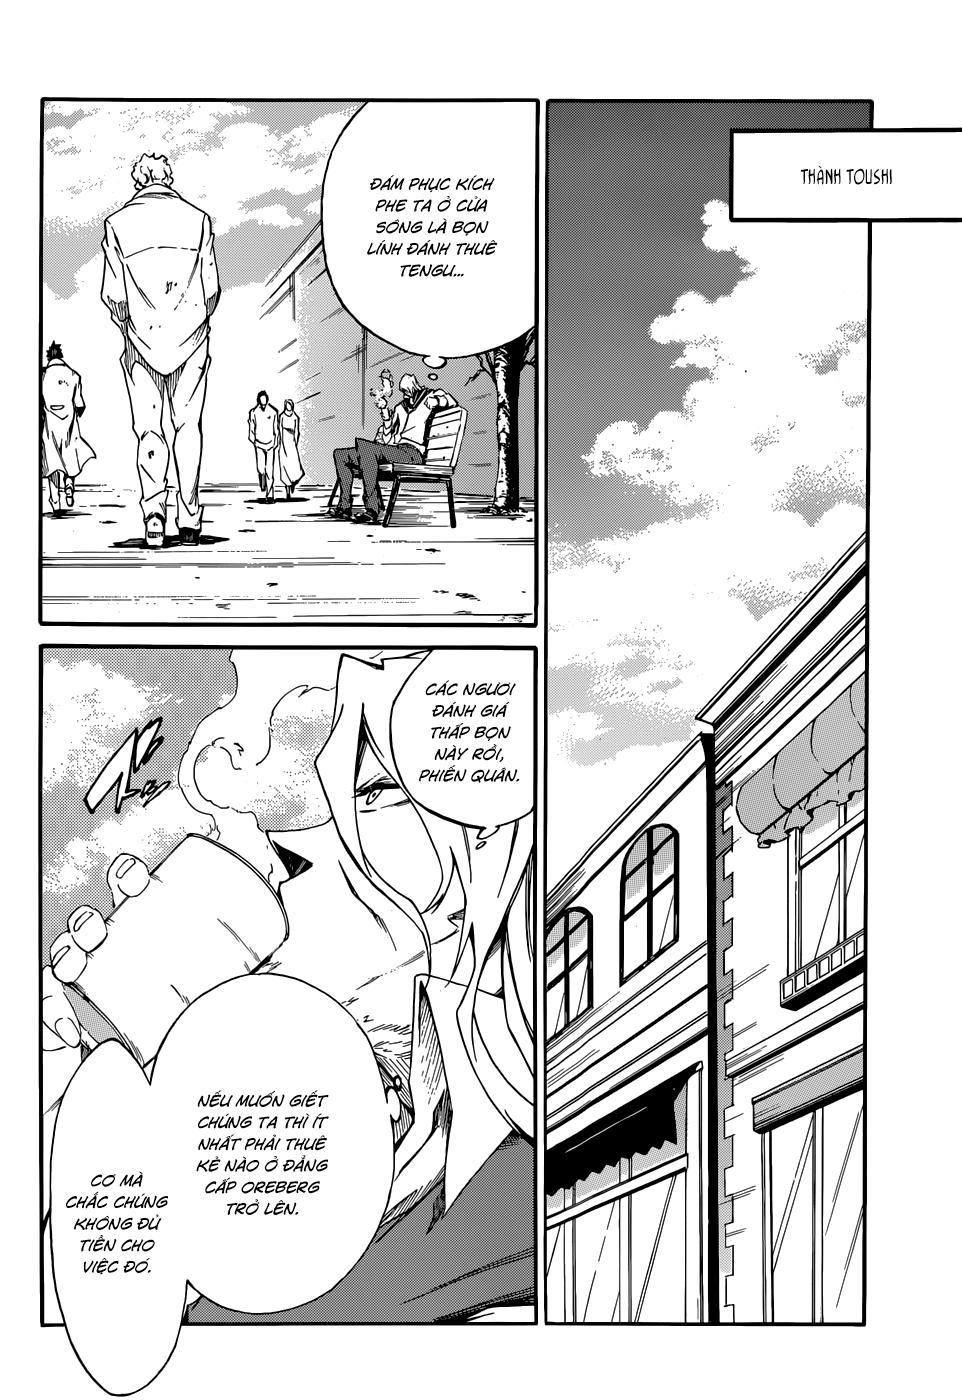 THÀNH TOUSHI
ĐÁM PHỤC KÍCH
PHE TA Ở CỬA
SÔNG LÀ BỌN
LÍNH ĐÁNH THUÊ
TENGU...
CÁC NGƯƠI
ĐÁNH GIÁ
THẤP BỌN
NÀY RỒI,
PHIẾN QUÂN.
NẾU MUỐN GIẾT
CHÚNG TA THÌ ÍT
NHẤT PHẢI THUÊ
KẺ NÀO Ở ĐẲNG
CẤP OREBERG
TRỞ LÊN.
CƠ MÀ
CHẮC CHÚNG
KHÔNG ĐỦ
TIỀN CHO
VIỆC ĐÓ.